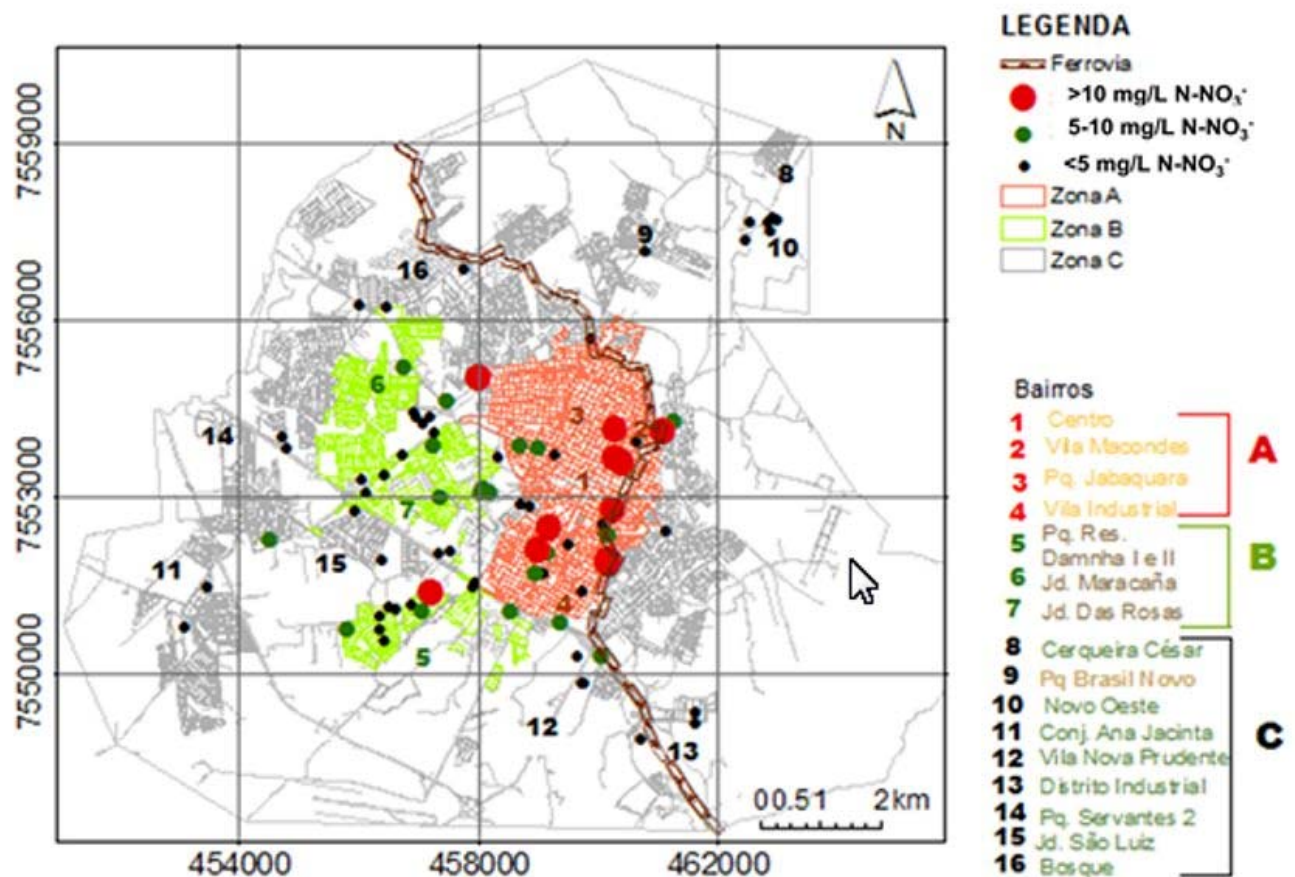 LEGENDA
Ferrovia
>10 mg/L N-NO₃⁻
5-10 mg/L N-NO₃⁻
<5 mg/L N-NO₃⁻
Zona A
Zona B
Zona C
N
7559000
7556000
7553000
7550000
454000
458000
462000
8
9
10
16
6
3
14
2
1
7
15
11
4
5
12
13
00.51 2km
Bairros
1 Centro
2 Vila Macondes
3 Pq. Jabaquara
4 Vila Industrial
A
5 Pq. Res.
Damnha I e II
6 Jd. Maracaña
7 Jd. Das Rosas
B
8 Cerqueira César
9 Pq Brasil Novo
10 Novo Oeste
11 Conj. Ana Jacinta
12 Vila Nova Prudente
13 Distrito Industrial
14 Pq. Servantes 2
15 Jd. São Luiz
16 Bosque
C